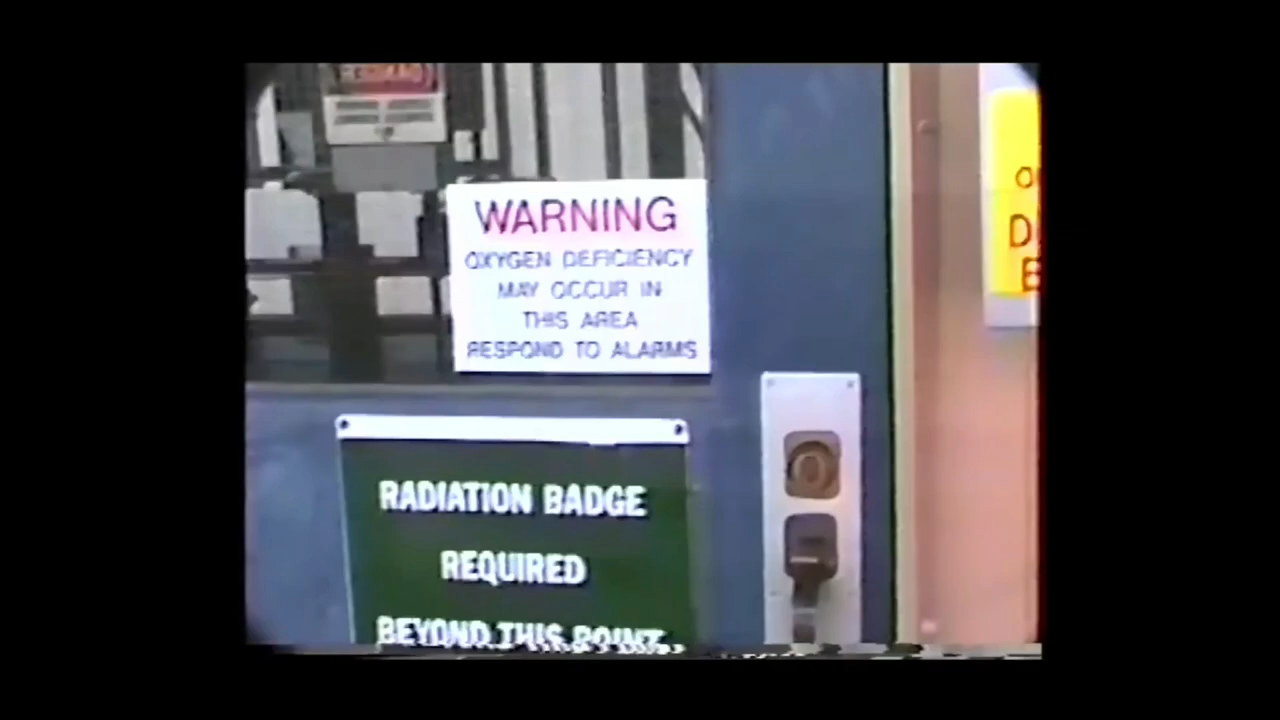 WARNING
OXYGEN DEFICIENCY
MAY OCCUR IN
THIS AREA
RESPOND TO ALARMS
RADIATION BADGE
REQUIRED
BEYOND THIS POINT.